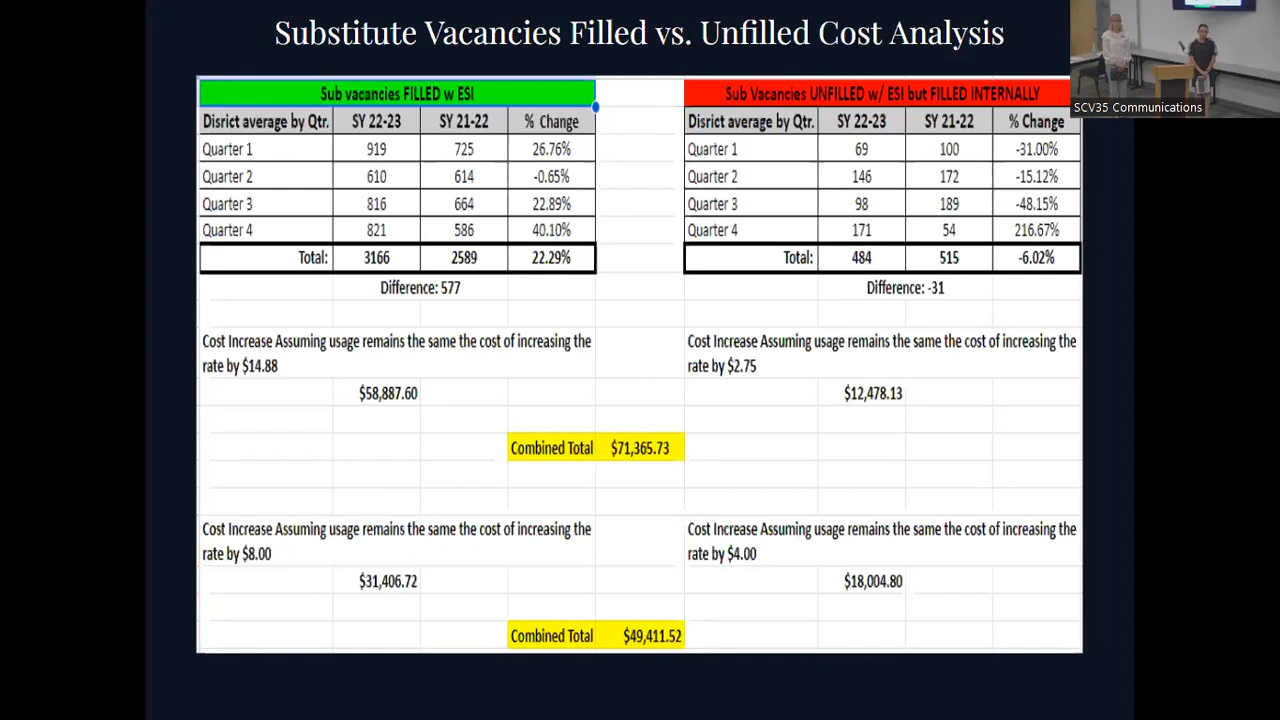 Substitute Vacancies Filled vs. Unfilled Cost Analysis
SCV35 Communications
Sub vacancies FILLED w ESI
Disrict average by Qtr. SY 22-23 SY 21-22 % Change
Quarter 1 919 725 26.76%
Quarter 2 610 614 -0.65%
Quarter 3 816 664 22.89%
Quarter 4 821 586 40.10%
Total: 3166 2589 22.29%
Difference: 577
Cost Increase Assuming usage remains the same the cost of increasing the
rate by $14.88
$58,887.60
Sub Vacancies UNFILLED w/ ESI but FILLED INTERNALLY
Disrict average by Qtr. SY 22-23 SY 21-22 % Change
Quarter 1 69 100 -31.00%
Quarter 2 146 172 -15.12%
Quarter 3 98 189 -48.15%
Quarter 4 171 54 216.67%
Total: 484 515 -6.02%
Difference: -31
Cost Increase Assuming usage remains the same the cost of increasing the
rate by $2.75
$12,478.13
Combined Total $71,365.73
Cost Increase Assuming usage remains the same the cost of increasing the
rate by $8.00
$31,406.72
Cost Increase Assuming usage remains the same the cost of increasing the
rate by $4.00
$18,004.80
Combined Total $49,411.52